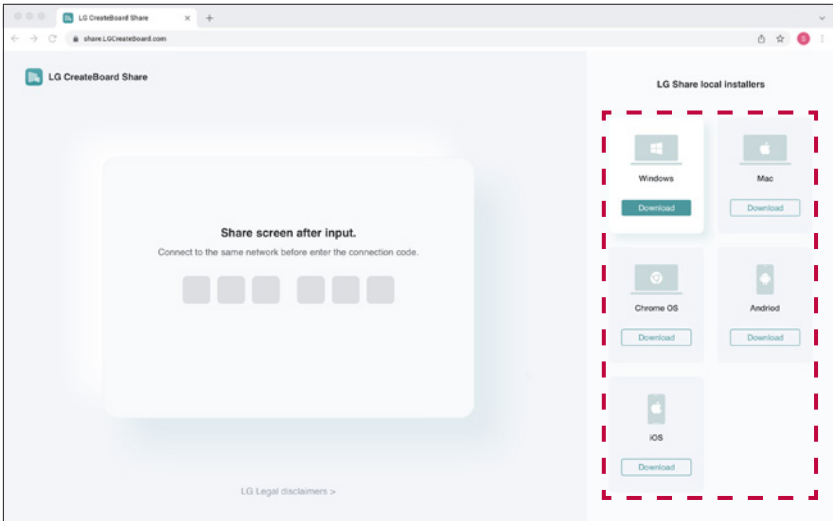 LG CreateBoard Share
share.LGCreateBoard.com
S
LG CreateBoard Share
Share screen after input.
Connect to the same network before enter the connection code.
LG Legal disclaimers >
LG Share local installers
Windows
Download
Mac
Download
Chrome OS
Download
Andriod
Download
iOS
Download